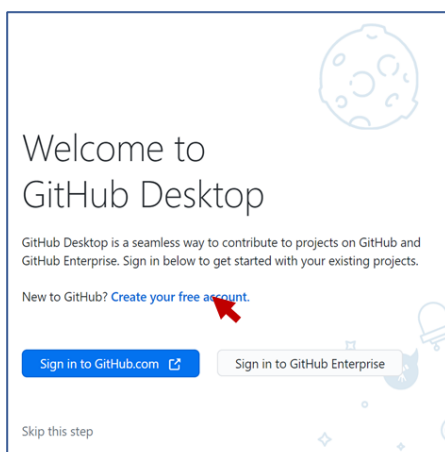 Welcome to
GitHub Desktop
GitHub Desktop is a seamless way to contribute to projects on GitHub and
GitHub Enterprise. Sign in below to get started with your existing projects.
New to GitHub? Create your free account.
Sign in to GitHub.com
Sign in to GitHub Enterprise
Skip this step